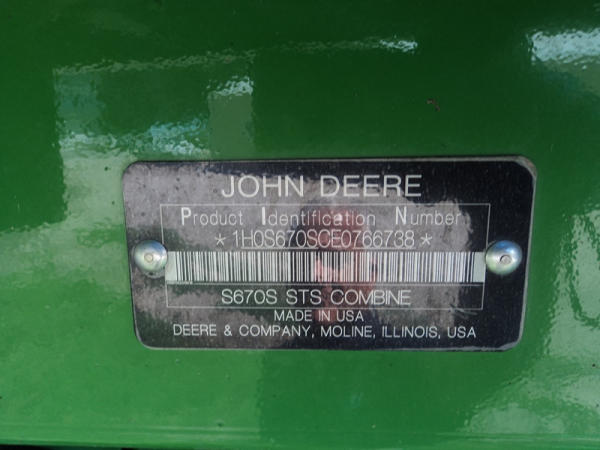 JOHN DEERE
Product Identification Number
*1H0S670SCE0766738*
S670S STS COMBINE
MADE IN USA
DEERE & COMPANY, MOLINE, ILLINOIS, USA